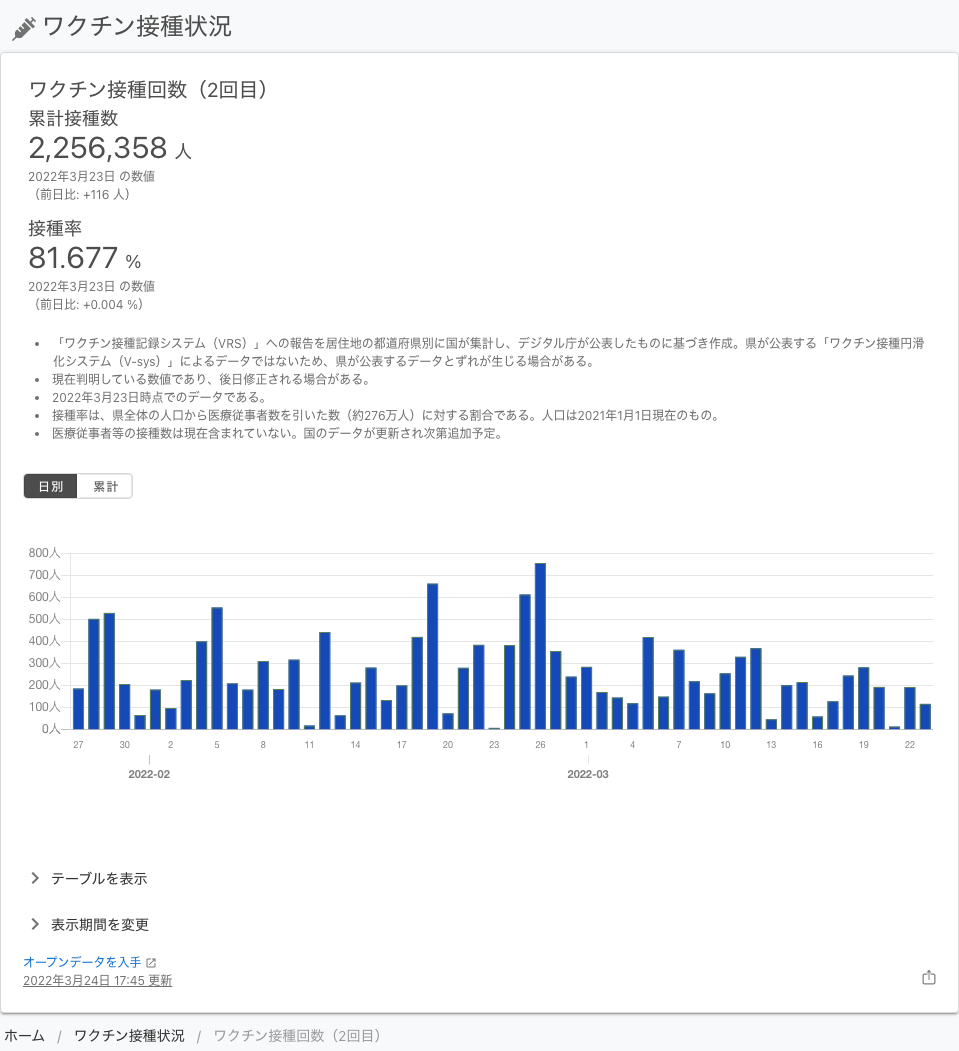 ワクチン接種状況
ワクチン接種回数（2回目）
累計接種数
2,256,358 人
2022年3月23日 の数値
（前日比: +116 人）
接種率
81.677 %
2022年3月23日 の数値
（前日比: +0.004 %）
• 「ワクチン接種記録システム（VRS）」への報告を居住地の都道府県別に国が集計し、デジタル庁が公表したものに基づき作成。県が公表する「ワクチン接種円滑
化システム（V-sys）」によるデータではないため、県が公表するデータとずれが生じる場合がある。
• 現在判明している数値であり、後日修正される場合がある。
• 2022年3月23日時点でのデータである。
• 接種率は、県全体の人口から医療従事者数を引いた数（約276万人）に対する割合である。人口は2021年1月1日現在のもの。
• 医療従事者等の接種数は現在含まれていない。国のデータが更新され次第追加予定。
日別 累計
800人
700人
600人
500人
400人
300人
200人
100人
0人
27 30 2 5 8 11 14 17 20 23 26 1 4 7 10 13 16 19 22
2022-02 2022-03
テーブルを表示
表示期間を変更
オープンデータを入手
2022年3月24日 17:45 更新
ホーム / ワクチン接種状況 / ワクチン接種回数（2回目）